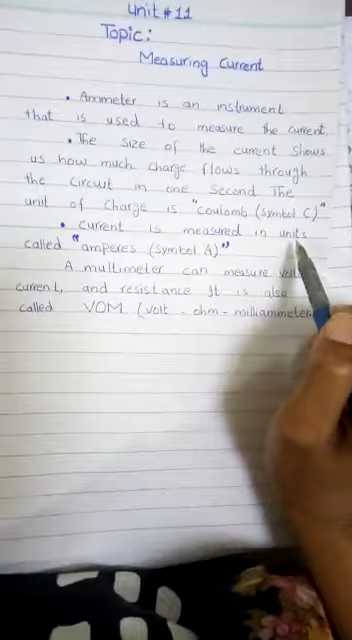 Unit # 11
Topic:
Measuring Current
• Ammeter is an instrument
that is used to measure the current.
• The size of the current shows
us how much charge flows through
the circuit in one second The
unit of charge is "coulomb (symbol C)"
• Current is measured in units
called "amperes (symbol A)"
A multimeter can measure volt
current, and resistance It is also
called VOM (volt - ohm - milliammeter